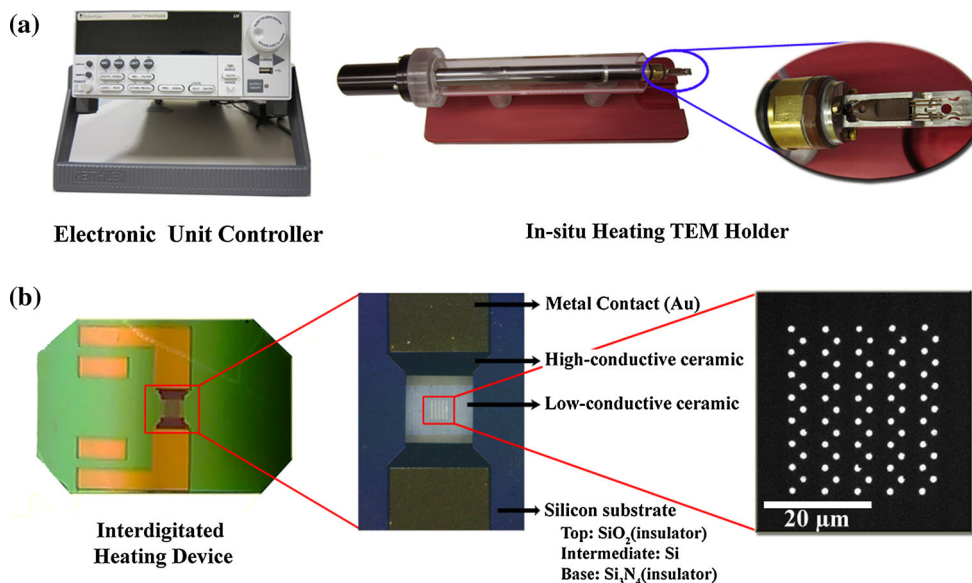 (a)
KEITHLEY
Electronic Unit Controller
In-situ Heating TEM Holder
(b)
Metal Contact (Au)
High-conductive ceramic
Low-conductive ceramic
Silicon substrate
Top: SiO₂(insulator)
Intermediate: Si
Base: Si₃N₄(insulator)
Interdigitated
Heating Device
20 µm